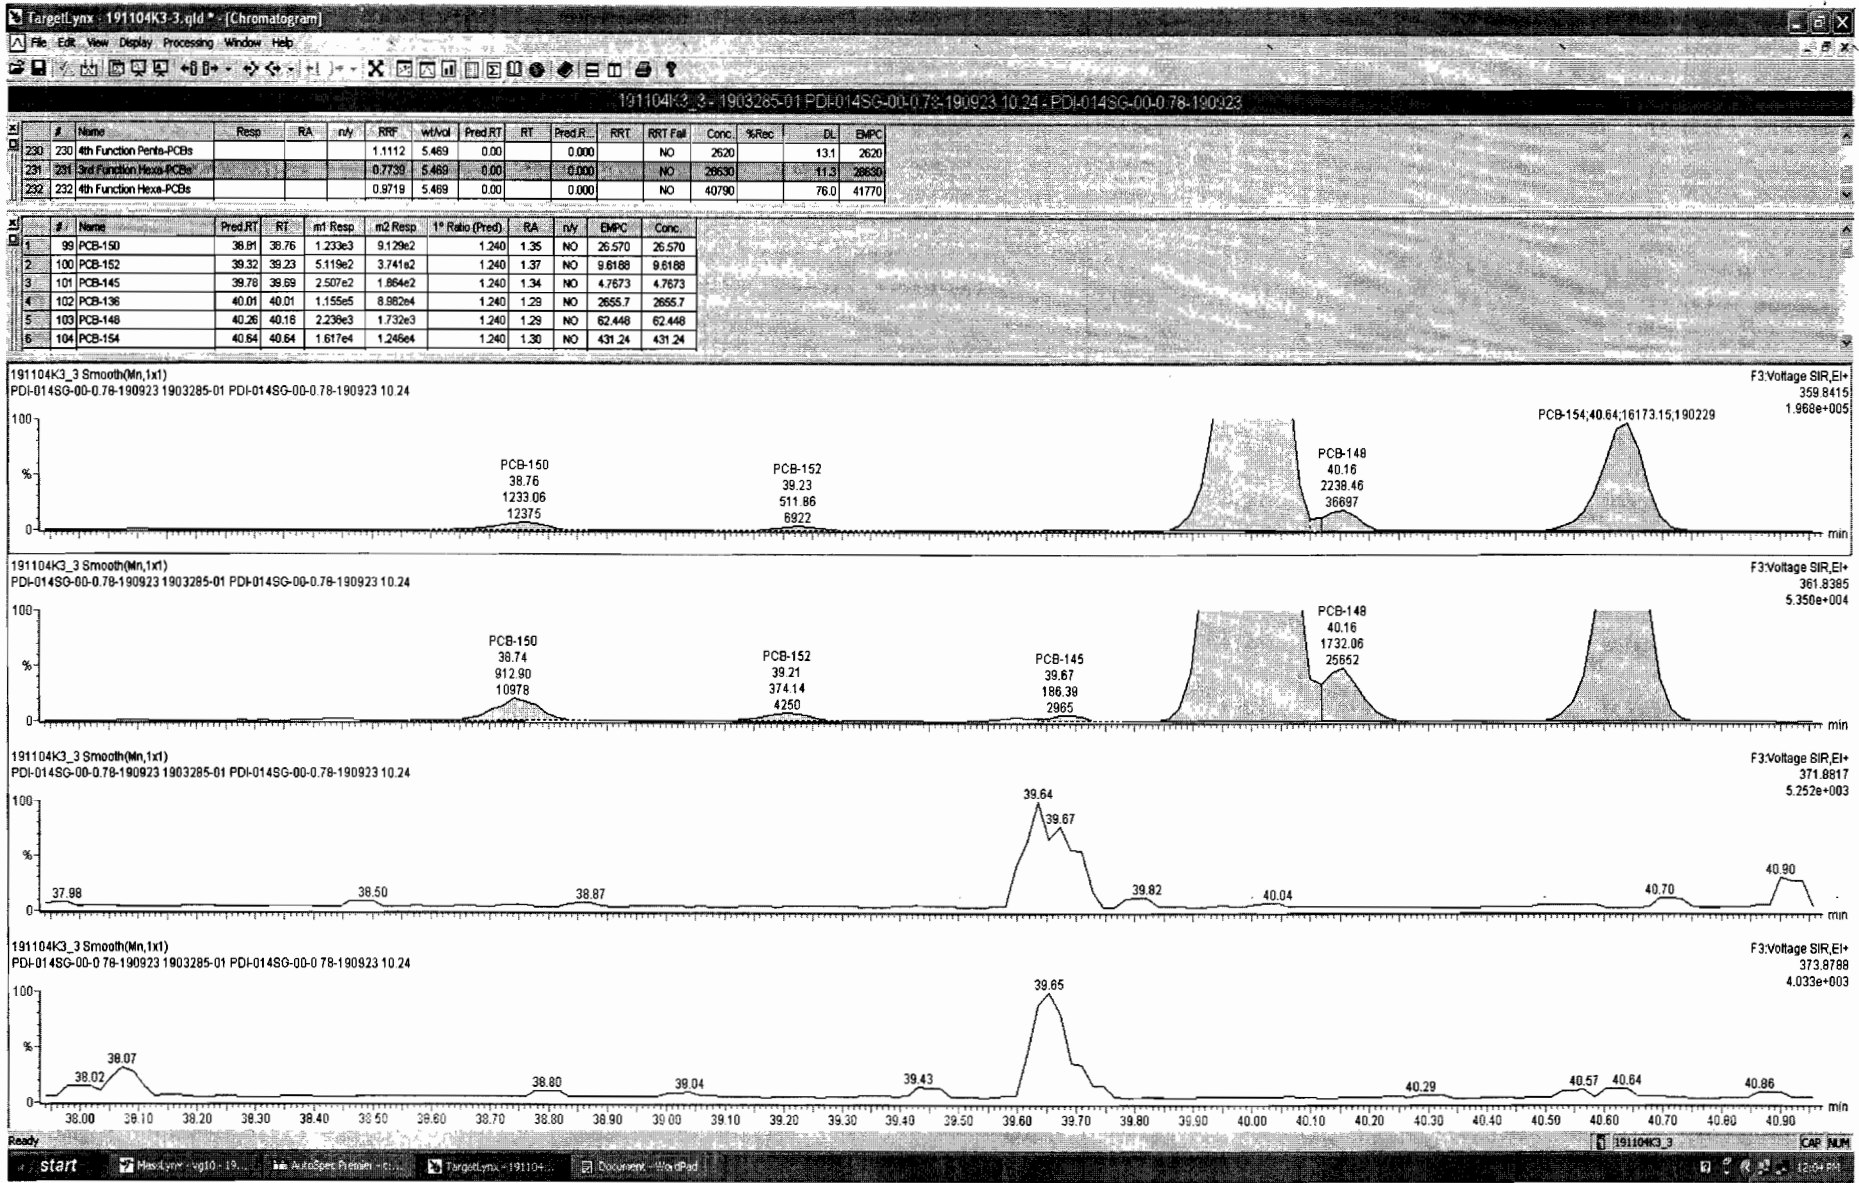 TargetLynx - 191104K3-3.qld * - [Chromatogram]
File Edit View Display Processing Window Help
191104K3_3 - 1903285-01 PDI-014SG-00-0.78-190923 10.24 - PDI-014SG-00-0.78-190923
# Name Resp RA n/y RRF wt/vol Pred.RT RT Pred.R... RRT RRT Fail Conc. %Rec DL EMPC
230 230 4th Function Penta-PCBs 1.1112 5.469 0.00 0.000 NO 2620 13.1 2620
231 231 3rd Function Hexa-PCBs 0.7739 5.469 0.00 0.000 NO 28630 11.3 28630
232 232 4th Function Hexa-PCBs 0.9719 5.469 0.00 0.000 NO 40790 76.0 41770
# Name Pred.RT RT m1 Resp m2 Resp 1° Ratio (Pred) RA n/y EMPC Conc.
1 99 PCB-150 38.81 38.76 1.233e3 9.129e2 1.240 1.35 NO 26.570 26.570
2 100 PCB-152 39.32 39.23 5.119e2 3.741e2 1.240 1.37 NO 9.6188 9.6188
3 101 PCB-145 39.78 39.69 2.507e2 1.864e2 1.240 1.34 NO 4.7673 4.7673
4 102 PCB-136 40.01 40.01 1.155e5 8.982e4 1.240 1.29 NO 2655.7 2655.7
5 103 PCB-148 40.26 40.16 2.238e3 1.732e3 1.240 1.29 NO 62.448 62.448
6 104 PCB-154 40.64 40.64 1.617e4 1.246e4 1.240 1.30 NO 431.24 431.24
191104K3_3 Smooth(Mn,1x1)
PDI-014SG-00-0.78-190923 1903285-01 PDI-014SG-00-0.78-190923 10.24
F3:Voltage SIR,EI+
359.8415
1.968e+005
100
%
0
PCB-150
38.76
1233.06
12375
PCB-152
39.23
511.86
6922
PCB-148
40.16
2238.46
36697
PCB-154;40.64;16173.15;190229
min
191104K3_3 Smooth(Mn,1x1)
PDI-014SG-00-0.78-190923 1903285-01 PDI-014SG-00-0.78-190923 10.24
F3:Voltage SIR,EI+
361.8385
5.350e+004
100
%
0
PCB-150
38.74
912.90
10978
PCB-152
39.21
374.14
4250
PCB-145
39.67
186.39
2965
PCB-148
40.16
1732.06
25652
min
191104K3_3 Smooth(Mn,1x1)
PDI-014SG-00-0.78-190923 1903285-01 PDI-014SG-00-0.78-190923 10.24
F3:Voltage SIR,EI+
371.8817
5.252e+003
100
%
0
37.98 38.50 38.87 39.64 39.67 39.82 40.04 40.70 40.90
min
191104K3_3 Smooth(Mn,1x1)
PDI-014SG-00-0.78-190923 1903285-01 PDI-014SG-00-0.78-190923 10.24
F3:Voltage SIR,EI+
373.8788
4.033e+003
100
%
0
38.02 38.07 38.80 39.04 39.43 39.65 40.29 40.57 40.64 40.86
min
38.00 38.10 38.20 38.30 38.40 38.50 38.60 38.70 38.80 38.90 39.00 39.10 39.20 39.30 39.40 39.50 39.60 39.70 39.80 39.90 40.00 40.10 40.20 40.30 40.40 40.50 40.60 40.70 40.80 40.90
Ready 191104K3_3 CAP NUM
start MassLynx - vg10 - 19... AutoSpec Premier - c:... TargetLynx - 191104... Document - WordPad 12:04 PM